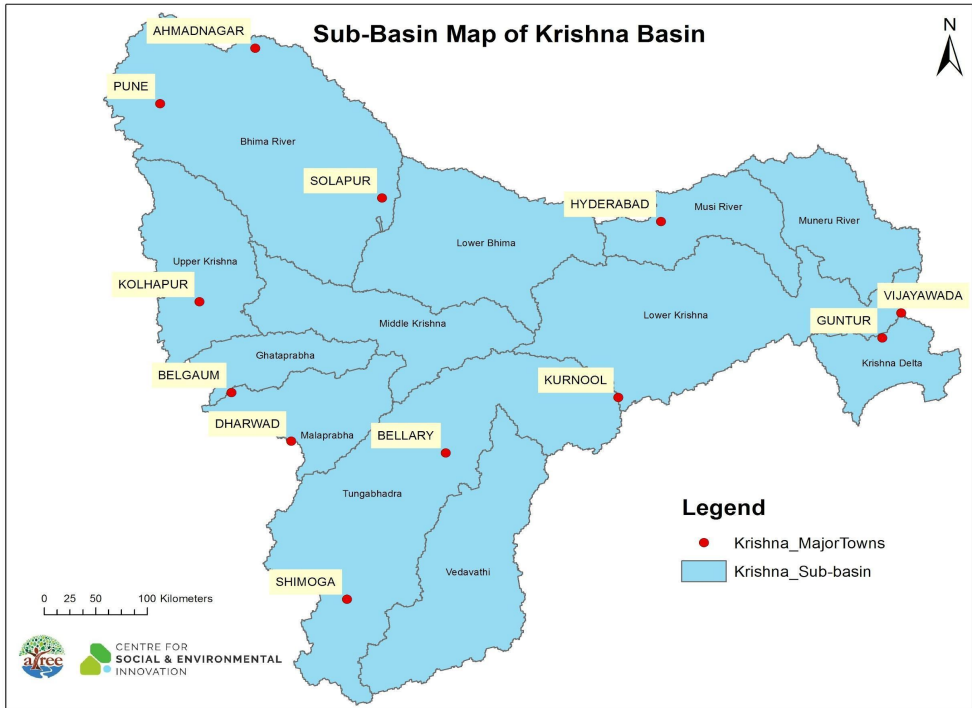 Sub-Basin Map of Krishna Basin
N
AHMADNAGAR
PUNE
Bhima River
SOLAPUR
HYDERABAD
Musi River
Muneru River
Lower Bhima
Upper Krishna
KOLHAPUR
VIJAYAWADA
Lower Krishna
GUNTUR
Middle Krishna
Ghataprabha
Krishna Delta
BELGAUM
KURNOOL
DHARWAD
Malaprabha
BELLARY
Tungabhadra
Vedavathi
SHIMOGA
Legend
Krishna_MajorTowns
Krishna_Sub-basin
0 25 50 100 Kilometers
atree
CENTRE FOR
SOCIAL & ENVIRONMENTAL
INNOVATION